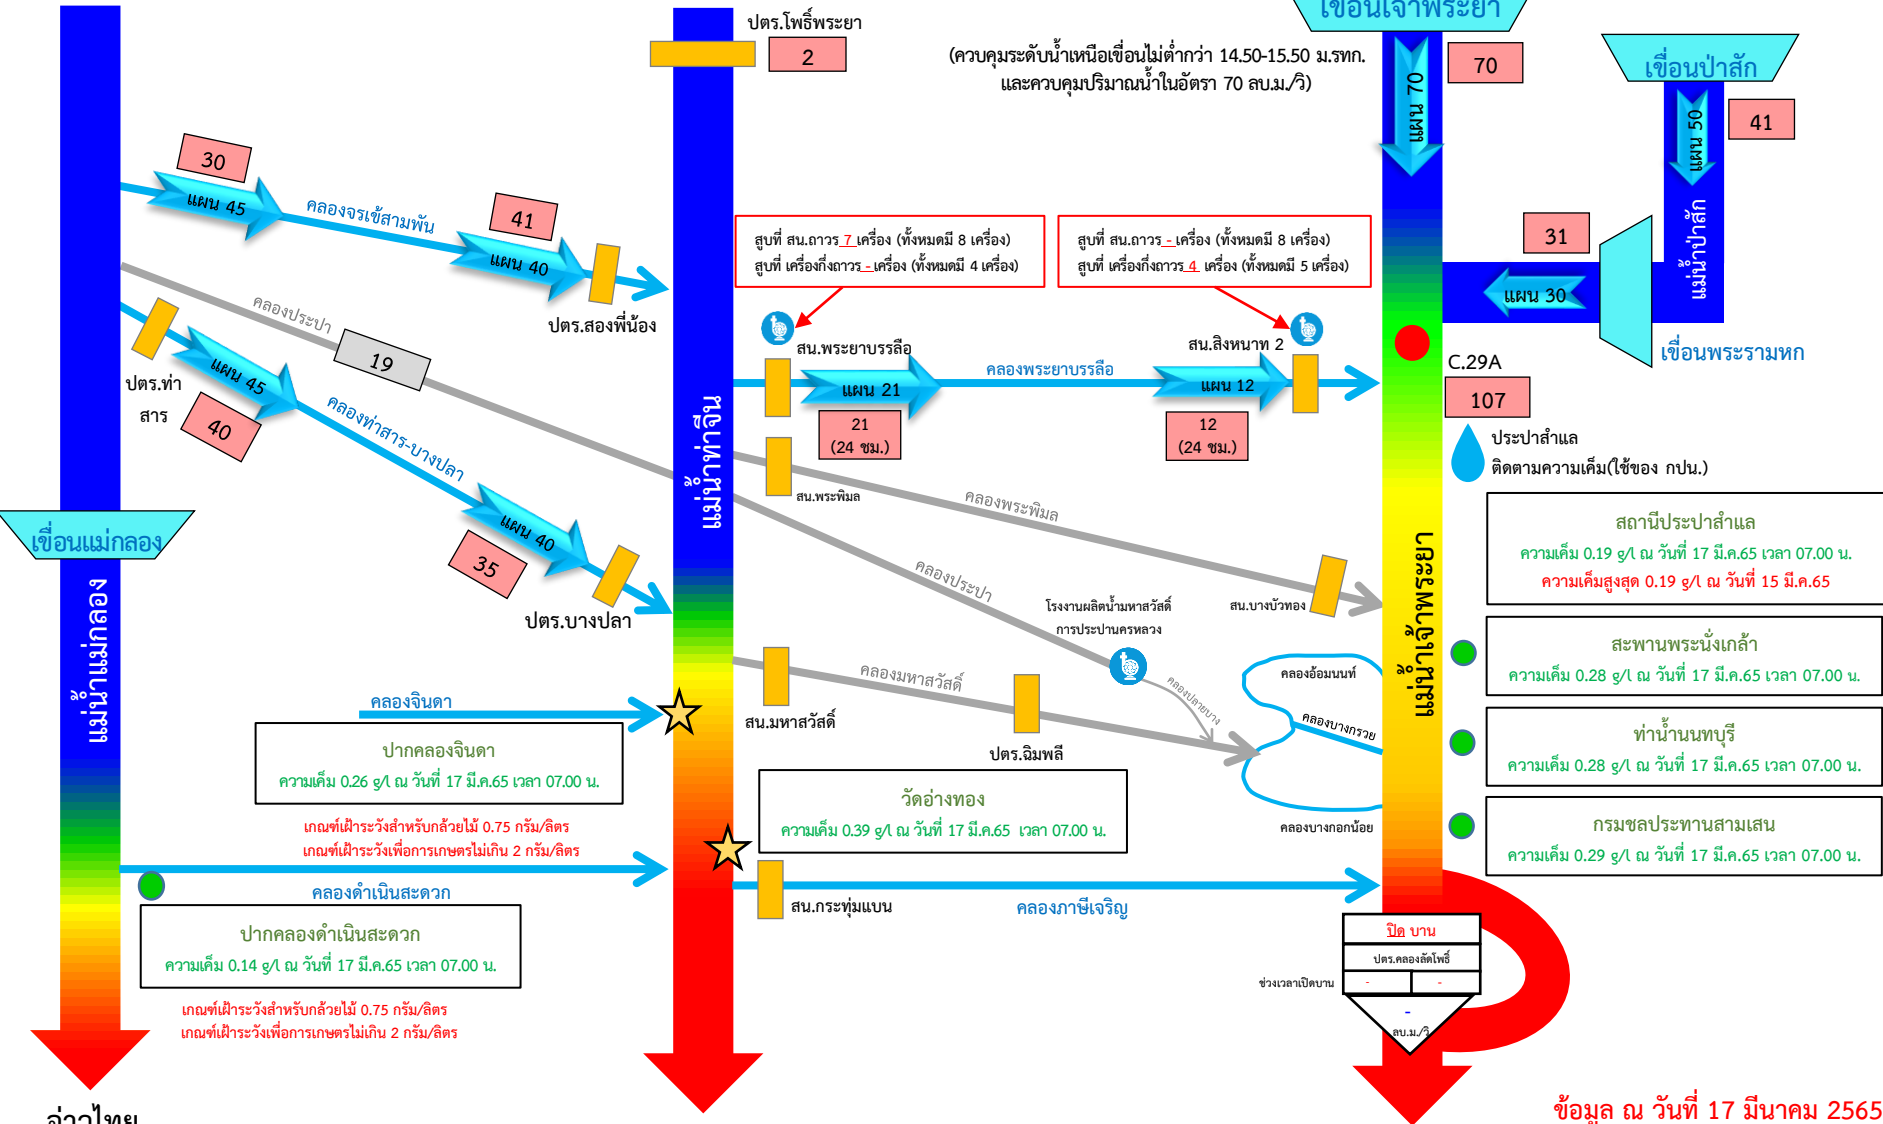 เขื่อนเจ้าพระยา
ปตร.โพธิ์พระยา
2
(ควบคุมระดับน้ำเหนือเขื่อนไม่ต่ำกว่า 14.50-15.50 ม.รทก.
และควบคุมปริมาณน้ำในอัตรา 70 ลบ.ม./วิ)
แผน 70
70
เขื่อนป่าสัก
แผน 50
41
แม่น้ำป่าสัก
30
แผน 45
คลองจรเข้สามพัน
41
แผน 40
ปตร.สองพี่น้อง
สูบที่ สน.ถาวร 7 เครื่อง (ทั้งหมดมี 8 เครื่อง)
สูบที่ เครื่องกึ่งถาวร - เครื่อง (ทั้งหมดมี 4 เครื่อง)
สูบที่ สน.ถาวร - เครื่อง (ทั้งหมดมี 8 เครื่อง)
สูบที่ เครื่องกึ่งถาวร 4 เครื่อง (ทั้งหมดมี 5 เครื่อง)
31
แผน 30
เขื่อนพระรามหก
คลองประปา
19
ปตร.ท่า
สาร
แผน 45
40
คลองท่าสาร-บางปลา
แผน 40
35
ปตร.บางปลา
สน.พระยาบรรลือ
แผน 21
21
(24 ชม.)
คลองพระยาบรรลือ
สน.สิงหนาท 2
แผน 12
12
(24 ชม.)
C.29A
107
ประปาสำแล
ติดตามความเค็ม(ใช้ของ กปน.)
แม่น้ำท่าจีน
สน.พระพิมล
คลองพระพิมล
สน.บางบัวทอง
คลองประปา
โรงงานผลิตน้ำมหาสวัสดิ์
การประปานครหลวง
คลองปลายบาง
สถานีประปาสำแล
ความเค็ม 0.19 g/l ณ วันที่ 17 มี.ค.65 เวลา 07.00 น.
ความเค็มสูงสุด 0.19 g/l ณ วันที่ 15 มี.ค.65
เขื่อนแม่กลอง
แม่น้ำแม่กลอง
แม่น้ำเจ้าพระยา
สะพานพระนั่งเกล้า
ความเค็ม 0.28 g/l ณ วันที่ 17 มี.ค.65 เวลา 07.00 น.
ท่าน้ำนนทบุรี
ความเค็ม 0.28 g/l ณ วันที่ 17 มี.ค.65 เวลา 07.00 น.
กรมชลประทานสามเสน
ความเค็ม 0.29 g/l ณ วันที่ 17 มี.ค.65 เวลา 07.00 น.
คลองจินดา
ปากคลองจินดา
ความเค็ม 0.26 g/l ณ วันที่ 17 มี.ค.65 เวลา 07.00 น.
เกณฑ์เฝ้าระวังสำหรับกล้วยไม้ 0.75 กรัม/ลิตร
เกณฑ์เฝ้าระวังเพื่อการเกษตรไม่เกิน 2 กรัม/ลิตร
สน.มหาสวัสดิ์
คลองมหาสวัสดิ์
ปตร.ฉิมพลี
คลองอ้อมนนท์
คลองบางกรวย
คลองบางกอกน้อย
วัดอ่างทอง
ความเค็ม 0.39 g/l ณ วันที่ 17 มี.ค.65 เวลา 07.00 น.
คลองดำเนินสะดวก
ปากคลองดำเนินสะดวก
ความเค็ม 0.14 g/l ณ วันที่ 17 มี.ค.65 เวลา 07.00 น.
เกณฑ์เฝ้าระวังสำหรับกล้วยไม้ 0.75 กรัม/ลิตร
เกณฑ์เฝ้าระวังเพื่อการเกษตรไม่เกิน 2 กรัม/ลิตร
สน.กระทุ่มแบน
คลองภาษีเจริญ
ปิด บาน
ปตร.คลองลัดโพธิ์
ช่วงเวลาเปิดบาน
-
-
-
ลบ.ม./วิ
อ่าวไทย
ข้อมูล ณ วันที่ 17 มีนาคม 2565